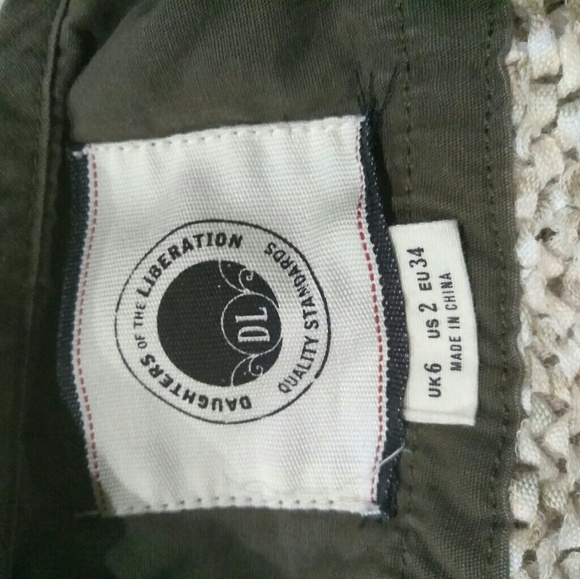 DAUGHTERS OF THE LIBERATION
QUALITY STANDARDS
DL
UK 6 US 2 EU 34
MADE IN CHINA